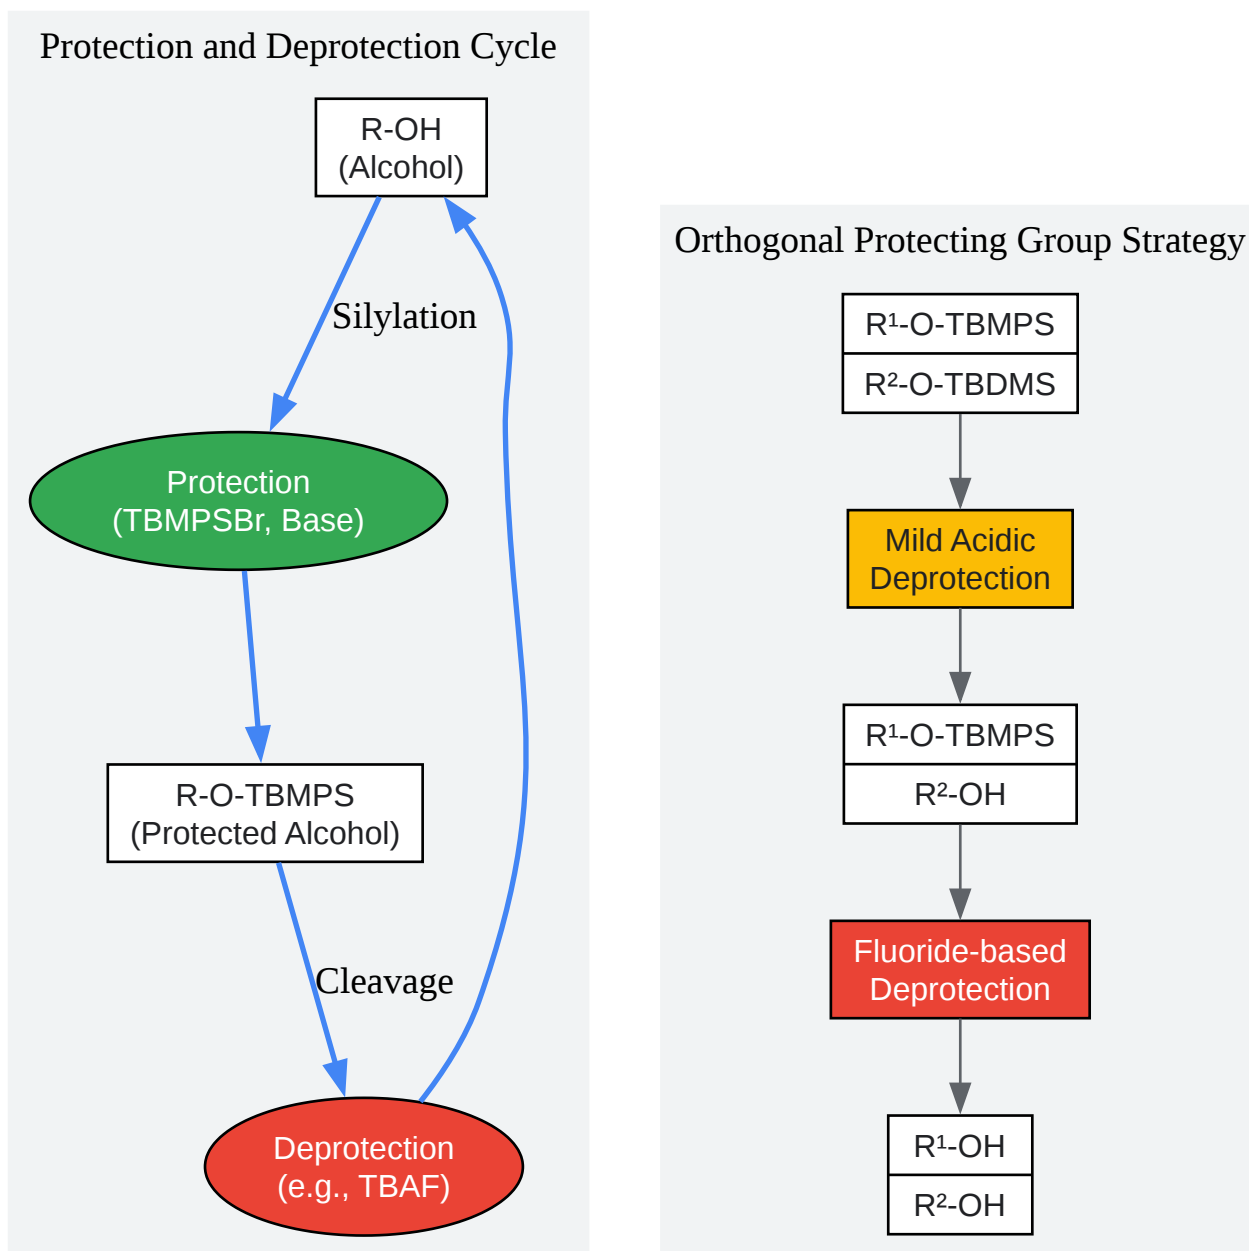 Protection and Deprotection Cycle
R-OH
(Alcohol)
Silylation
Protection
(TBMPSBr, Base)
R-O-TBMPS
(Protected Alcohol)
Cleavage
Deprotection
(e.g., TBAF)
Orthogonal Protecting Group Strategy
R¹-O-TBMPS
R²-O-TBDMS
Mild Acidic
Deprotection
R¹-O-TBMPS
R²-OH
Fluoride-based
Deprotection
R¹-OH
R²-OH